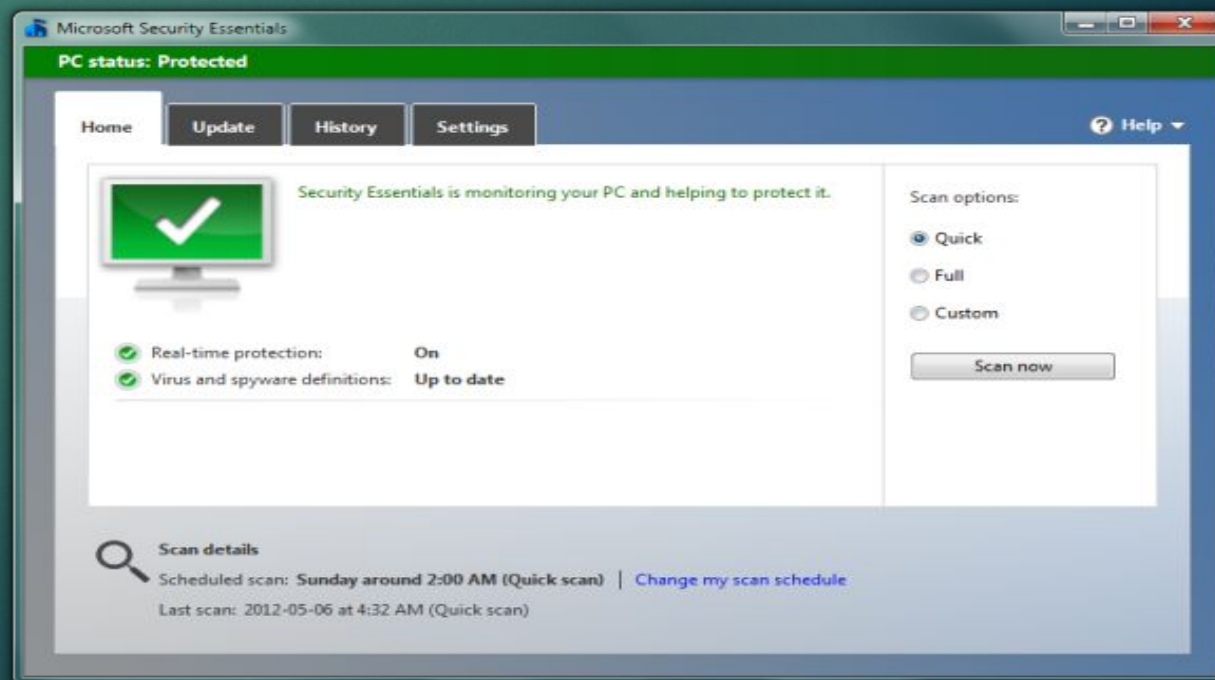 Microsoft Security Essentials
PC status: Protected
Home Update History Settings Help
Security Essentials is monitoring your PC and helping to protect it.
Scan options:
Quick
Full
Custom
Scan now
Real-time protection: On
Virus and spyware definitions: Up to date
Scan details
Scheduled scan: Sunday around 2:00 AM (Quick scan) | Change my scan schedule
Last scan: 2012-05-06 at 4:32 AM (Quick scan)